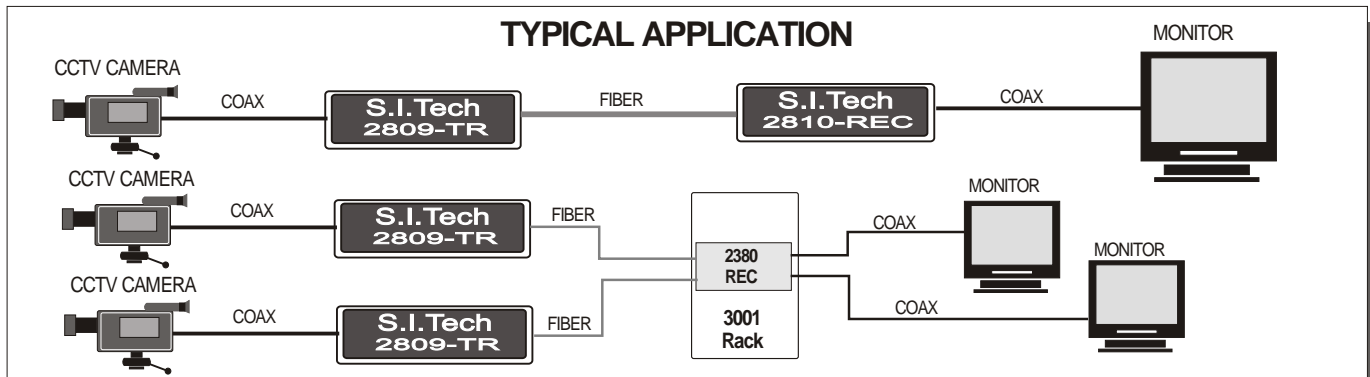 TYPICAL APPLICATION
CCTV CAMERA
COAX
S.I.Tech
2809-TR
FIBER
S.I.Tech
2810-REC
COAX
MONITOR
CCTV CAMERA
COAX
S.I.Tech
2809-TR
FIBER
2380
REC
3001
Rack
COAX
MONITOR
CCTV CAMERA
COAX
S.I.Tech
2809-TR
FIBER
COAX
MONITOR